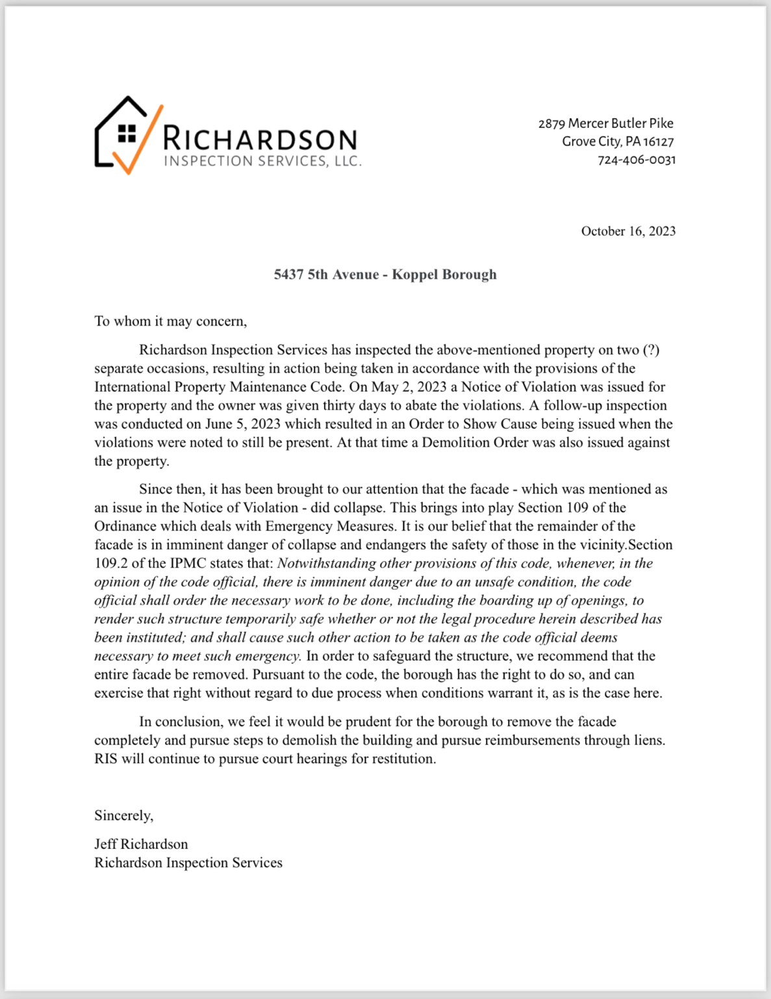 RICHARDSON
INSPECTION SERVICES, LLC.
2879 Mercer Butler Pike
Grove City, PA 16127
724-406-0031
October 16, 2023
5437 5th Avenue - Koppel Borough
To whom it may concern,
Richardson Inspection Services has inspected the above-mentioned property on two (?)
separate occasions, resulting in action being taken in accordance with the provisions of the
International Property Maintenance Code. On May 2, 2023 a Notice of Violation was issued for
the property and the owner was given thirty days to abate the violations. A follow-up inspection
was conducted on June 5, 2023 which resulted in an Order to Show Cause being issued when the
violations were noted to still be present. At that time a Demolition Order was also issued against
the property.
Since then, it has been brought to our attention that the facade - which was mentioned as
an issue in the Notice of Violation - did collapse. This brings into play Section 109 of the
Ordinance which deals with Emergency Measures. It is our belief that the remainder of the
facade is in imminent danger of collapse and endangers the safety of those in the vicinity.Section
109.2 of the IPMC states that: Notwithstanding other provisions of this code, whenever, in the
opinion of the code official, there is imminent danger due to an unsafe condition, the code
official shall order the necessary work to be done, including the boarding up of openings, to
render such structure temporarily safe whether or not the legal procedure herein described has
been instituted; and shall cause such other action to be taken as the code official deems
necessary to meet such emergency. In order to safeguard the structure, we recommend that the
entire facade be removed. Pursuant to the code, the borough has the right to do so, and can
exercise that right without regard to due process when conditions warrant it, as is the case here.
In conclusion, we feel it would be prudent for the borough to remove the facade
completely and pursue steps to demolish the building and pursue reimbursements through liens.
RIS will continue to pursue court hearings for restitution.
Sincerely,
Jeff Richardson
Richardson Inspection Services